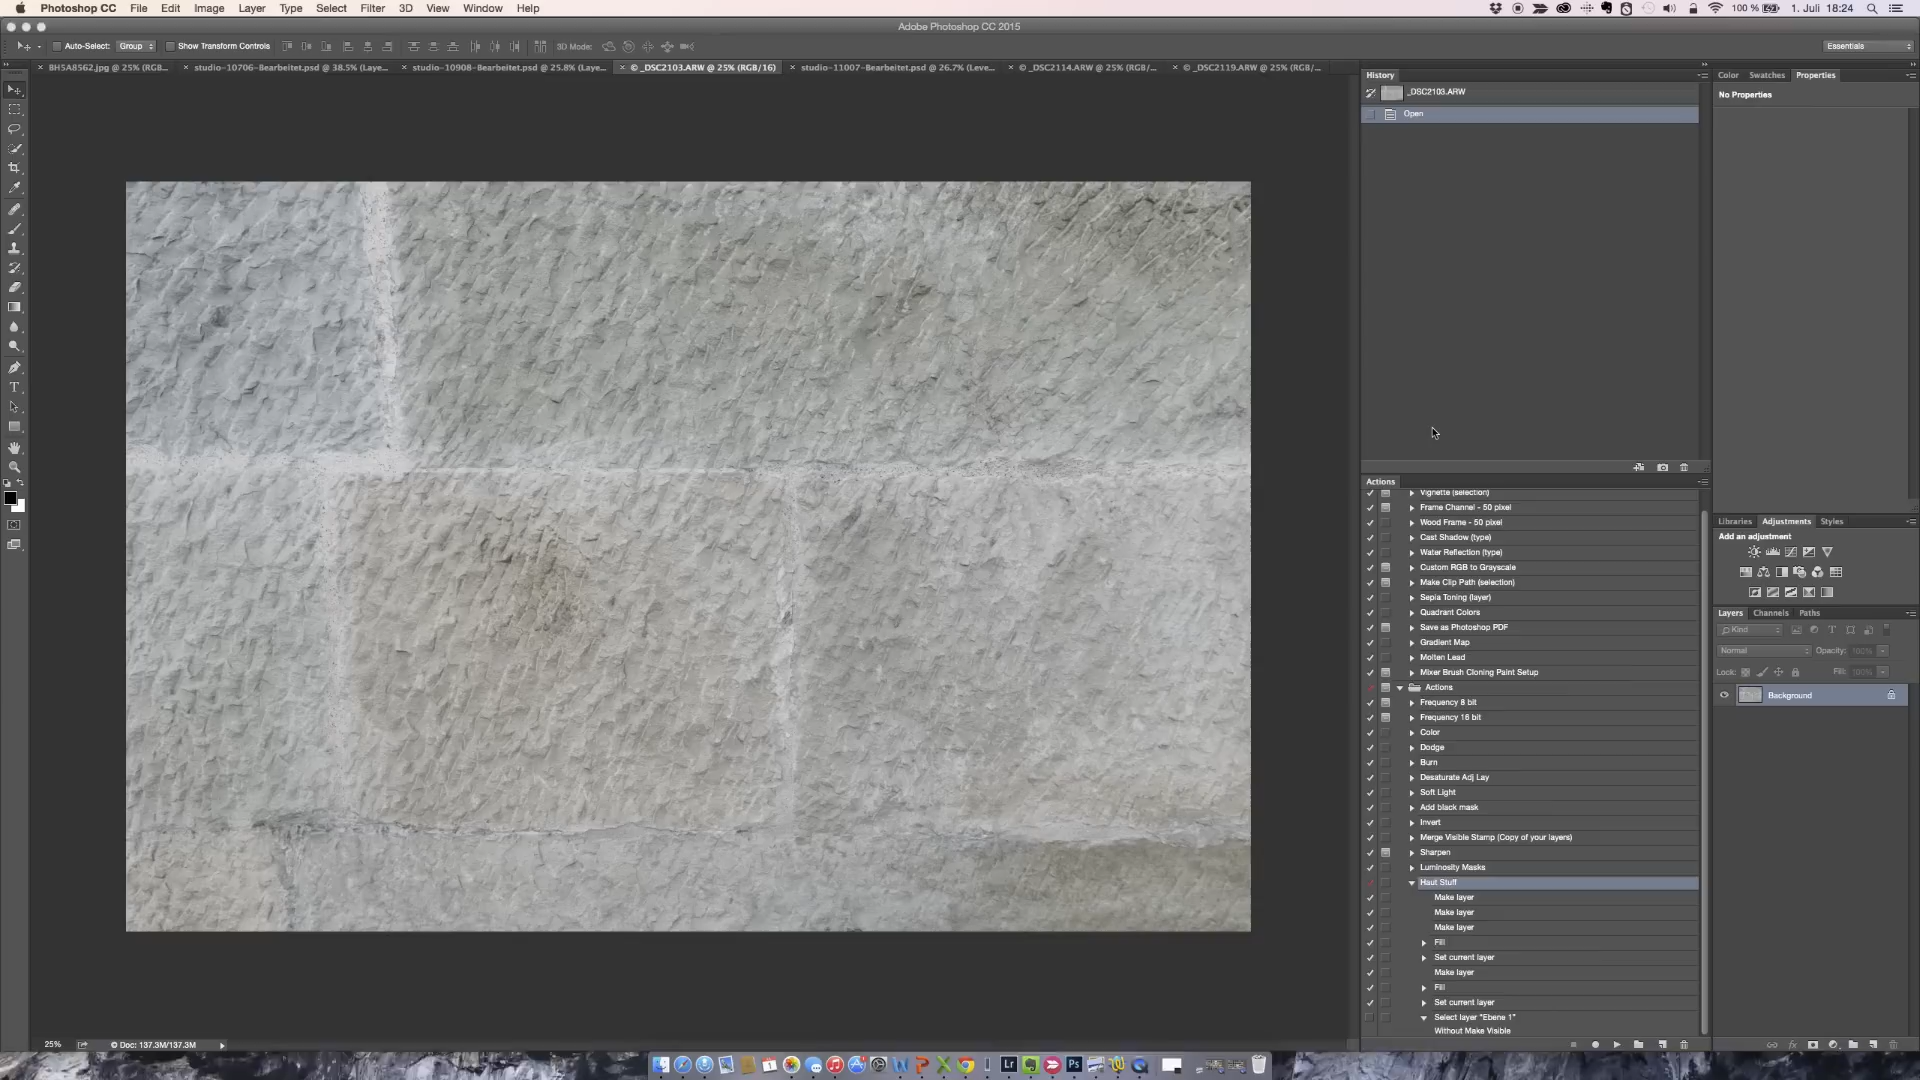 Photoshop CC File Edit Image Layer Type Select Filter 3D View Window Help 100 % 1. Juli 18:24
Adobe Photoshop CC 2015
Auto-Select: Group Show Transform Controls 3D Mode: Essentials
× BH5A8562.jpg @ 25% (RGB... × studio-10706-Bearbeitet.psd @ 38.5% (Laye... × studio-10908-Bearbeitet.psd @ 25.8% (Laye... × © _DSC2103.ARW @ 25% (RGB/16) × studio-11007-Bearbeitet.psd @ 26.7% (Leve... × © _DSC2114.ARW @ 25% (RGB/... × © _DSC2119.ARW @ 25% (RGB/...
History
_DSC2103.ARW
Open
Color Swatches Properties
No Properties
Actions
Vignette (selection)
Frame Channel - 50 pixel
Wood Frame - 50 pixel
Cast Shadow (type)
Water Reflection (type)
Custom RGB to Grayscale
Make Clip Path (selection)
Sepia Toning (layer)
Quadrant Colors
Save as Photoshop PDF
Gradient Map
Molten Lead
Mixer Brush Cloning Paint Setup
Actions
Frequency 8 bit
Frequency 16 bit
Color
Dodge
Burn
Desaturate Adj Lay
Soft Light
Add black mask
Invert
Merge Visible Stamp (Copy of your layers)
Sharpen
Luminosity Masks
Haut Stuff
Make layer
Make layer
Make layer
Fill
Set current layer
Make layer
Fill
Set current layer
Select layer "Ebene 1"
Without Make Visible
Libraries Adjustments Styles
Add an adjustment
Layers Channels Paths
Kind
Normal Opacity: 100%
Lock: Fill: 100%
Background
25% Doc: 137.3M/137.3M